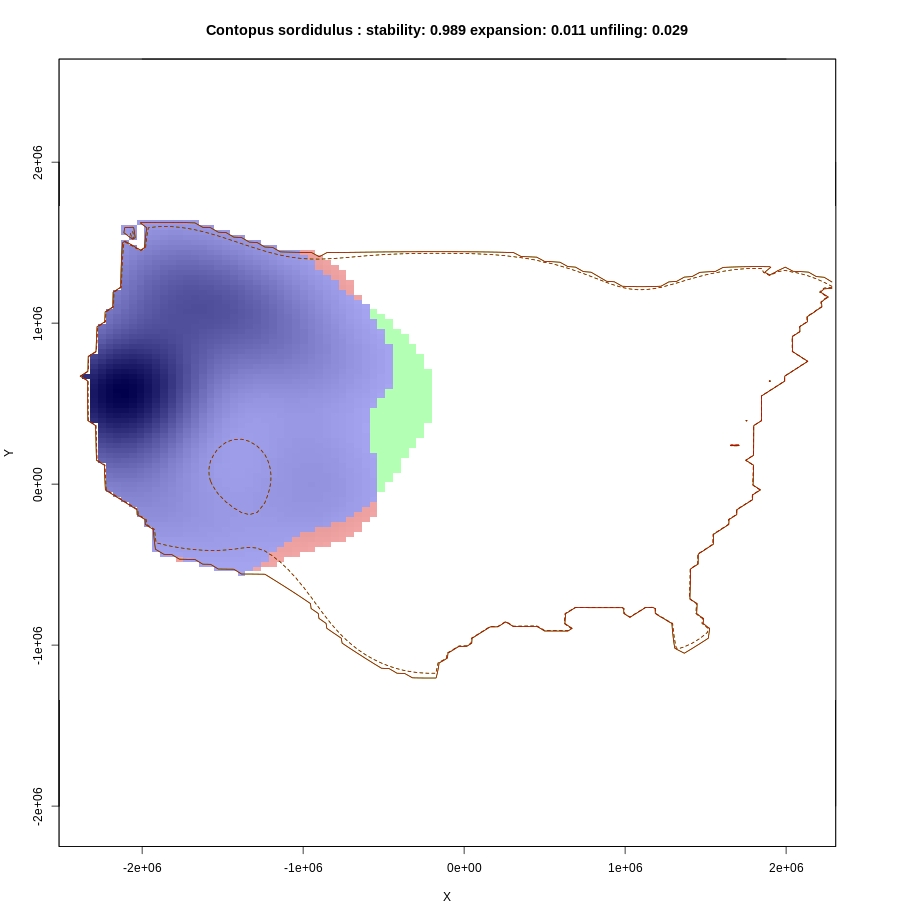 Contopus sordidulus : stability: 0.989 expansion: 0.011 unfiling: 0.029
2e+06
1e+06
0e+00
-1e+06
-2e+06
Y
-2e+06 -1e+06 0e+00 1e+06 2e+06
X